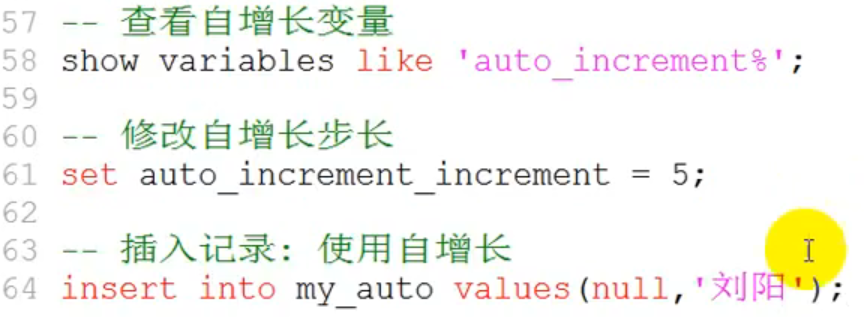 57 -- 查看自增长变量
58 show variables like 'auto_increment%';
59
60 -- 修改自增长步长
61 set auto_increment_increment = 5;
62
63 -- 插入记录: 使用自增长
64 insert into my_auto values(null,'刘阳');